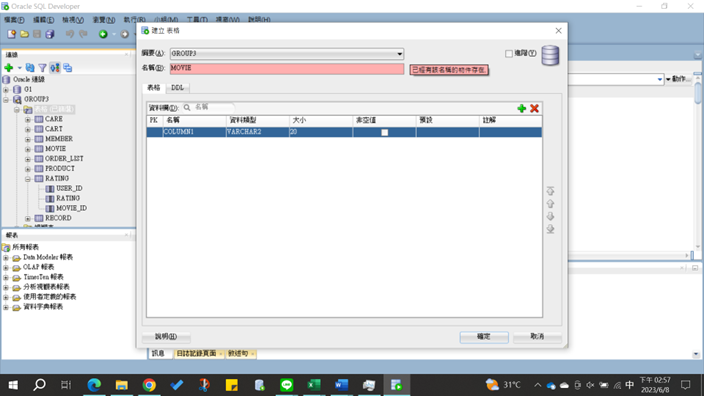 Oracle SQL Developer
檔案(F) 編輯(E) 檢視(V) 瀏覽(N) 執行(R) 小組(M) 工具(T) 視窗(W) 說明(H)
連線
Oracle 連線
G1
GROUP3
CARE
CART
MEMBER
MOVIE
ORDER_LIST
PRODUCT
RATING
USER_ID
RATING
MOVIE_ID
RECORD
報表
所有報表
Data Modeler 報表
OLAP 報表
TimesTen 報表
分析視觀表報表
使用者定義的報表
資料字典報表
建立 表格
綱要(A): GROUP3
進階(Y)
名稱(B): MOVIE
已經有該名稱的物件存在。
表格 DDL
資料欄(D): 名稱
PK 名稱 資料類型 大小 非空值 預設 註解
COLUMN1 VARCHAR2 20
說明(H) 確定 取消
動作...
訊息 日誌記錄頁面 敘述句
31°C
中
下午 02:57
2023/6/8